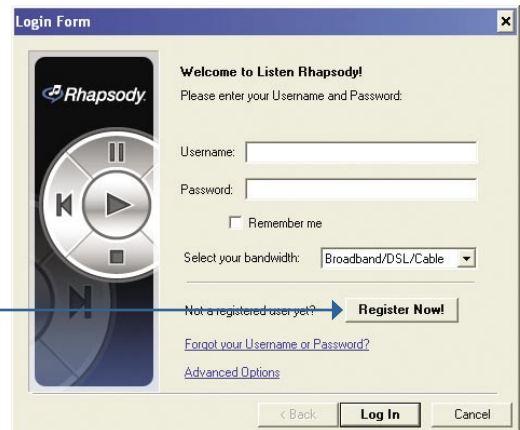 Login Form
Rhapsody
Welcome to Listen Rhapsody!
Please enter your Username and Password:
Username:
Password:
Remember me
Select your bandwidth: Broadband/DSL/Cable
Not a registered user yet? Register Now!
Forgot your Username or Password?
Advanced Options
< Back Log In Cancel